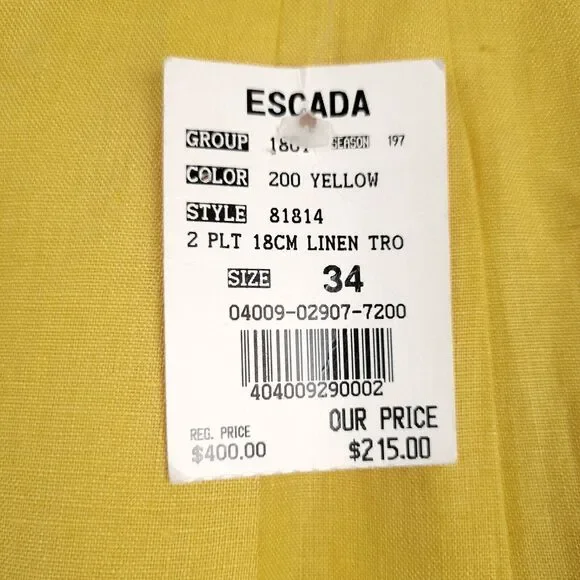 ESCADA
GROUP SEASON 197
COLOR 200 YELLOW
STYLE 81814
2 PLT 18CM LINEN TRO
SIZE 34
04009-02907-7200
404009290002
REG. PRICE OUR PRICE
$400.00 $215.00